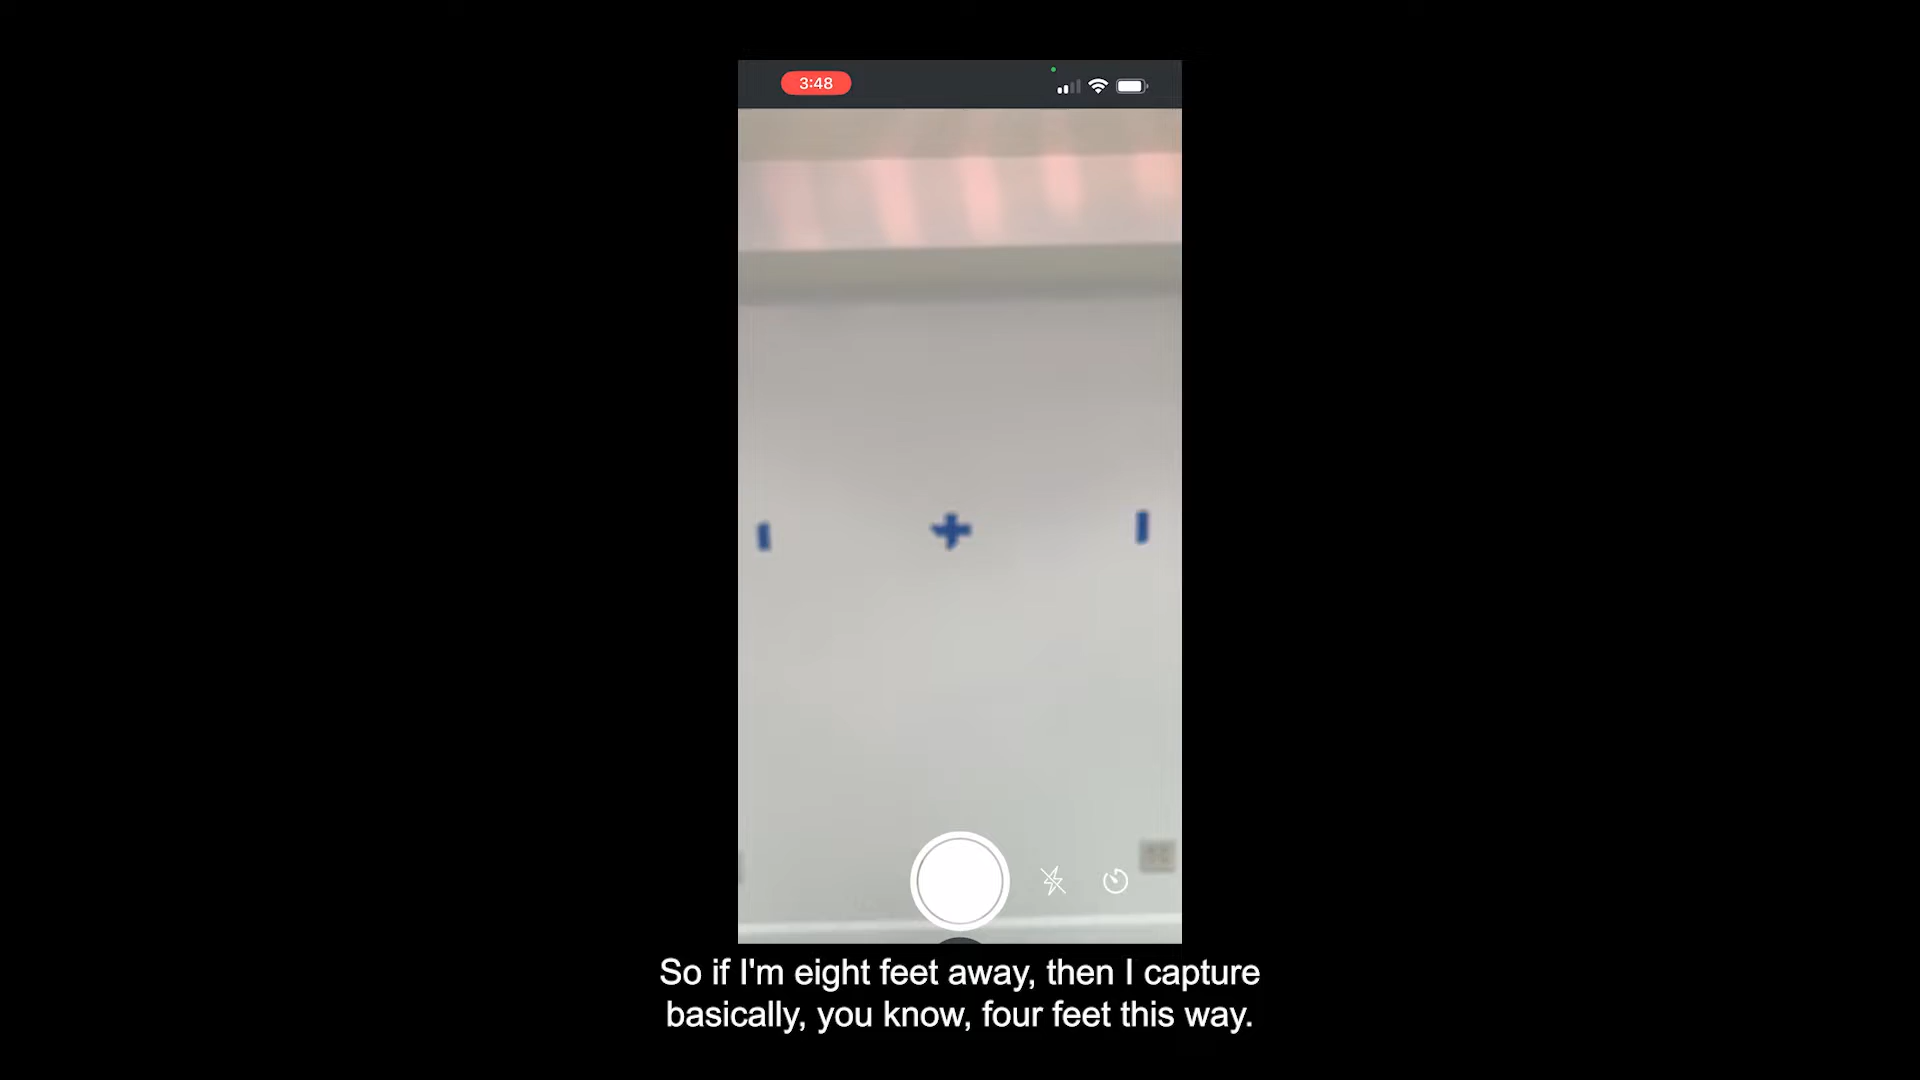 3:48
So if I'm eight feet away, then I capture
basically, you know, four feet this way.